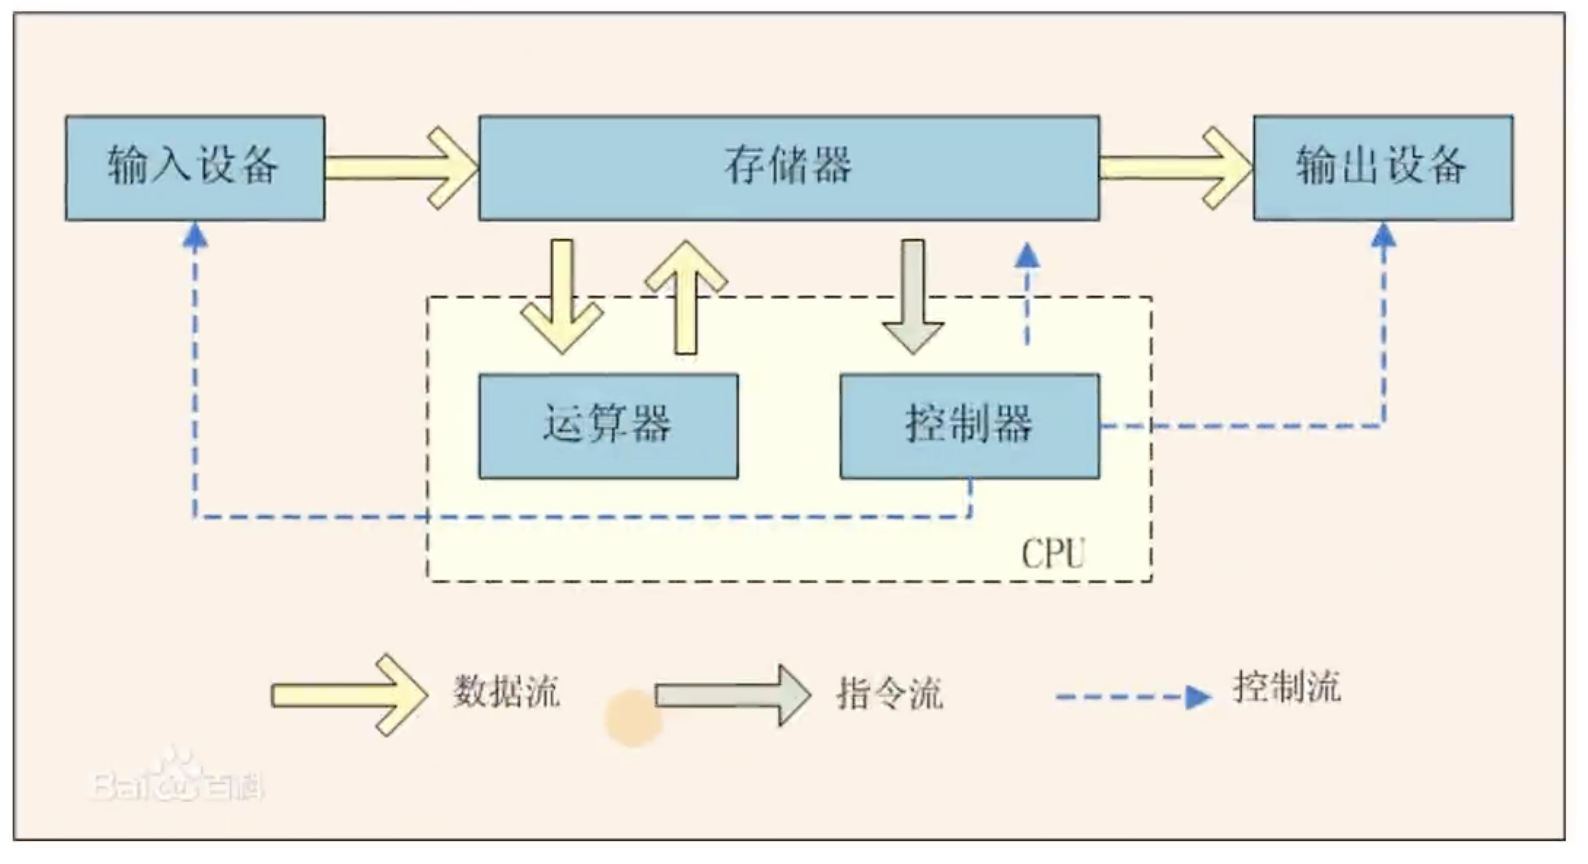 输入设备
存储器
输出设备
运算器
控制器
CPU
数据流
指令流
控制流
Baidu百科